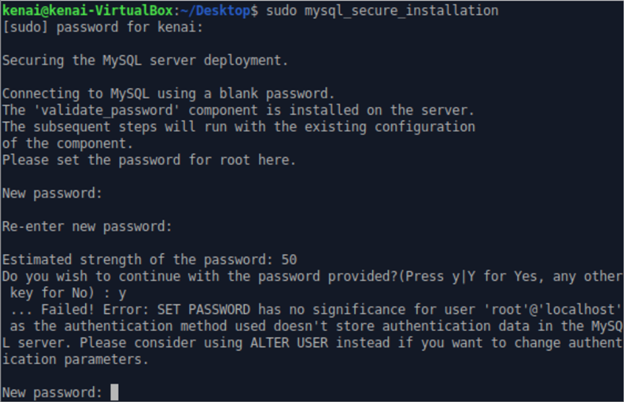 kenai@kenai-VirtualBox:~/Desktop$ sudo mysql_secure_installation
[sudo] password for kenai:
Securing the MySQL server deployment.
Connecting to MySQL using a blank password.
The 'validate_password' component is installed on the server.
The subsequent steps will run with the existing configuration
of the component.
Please set the password for root here.
New password:
Re-enter new password:
Estimated strength of the password: 50
Do you wish to continue with the password provided?(Press y|Y for Yes, any other
 key for No) : y
 ... Failed! Error: SET PASSWORD has no significance for user 'root'@'localhost'
 as the authentication method used doesn't store authentication data in the MySQ
L server. Please consider using ALTER USER instead if you want to change authent
ication parameters.
New password: